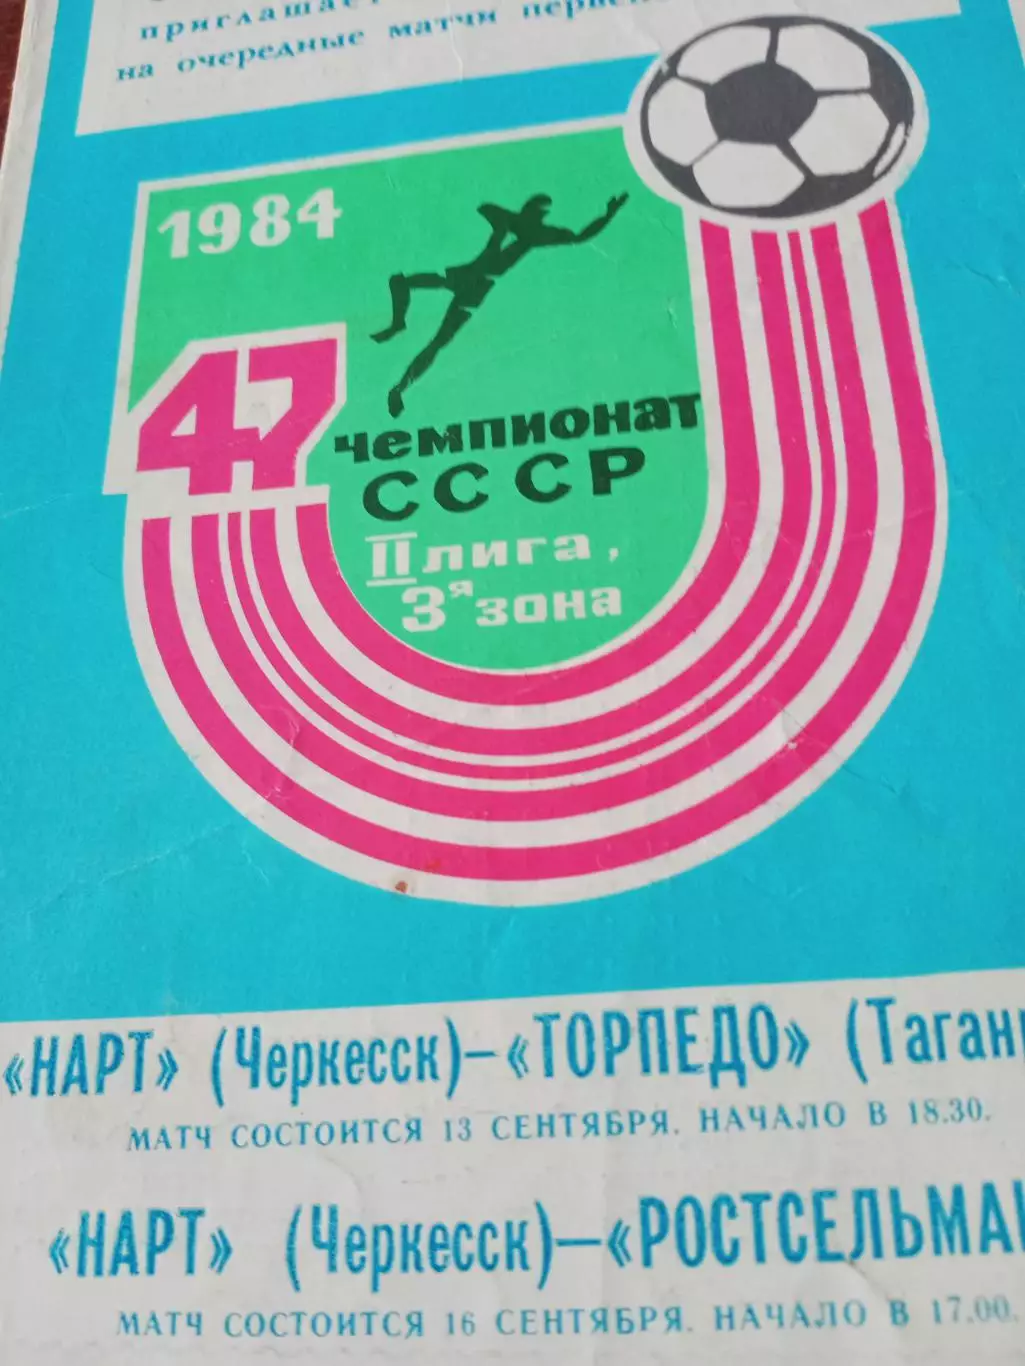 приглашает
на очередные матчи
1984
47
чемпионат
СССР
II лига,
3я зона
«НАРТ» (Черкесск)—«ТОРПЕДО» (Таган
МАТЧ СОСТОИТСЯ 13 СЕНТЯБРЯ. НАЧАЛО В 18.30.
«НАРТ» (Черкесск)—«РОСТСЕЛЬМА
МАТЧ СОСТОИТСЯ 16 СЕНТЯБРЯ. НАЧАЛО В 17.00.